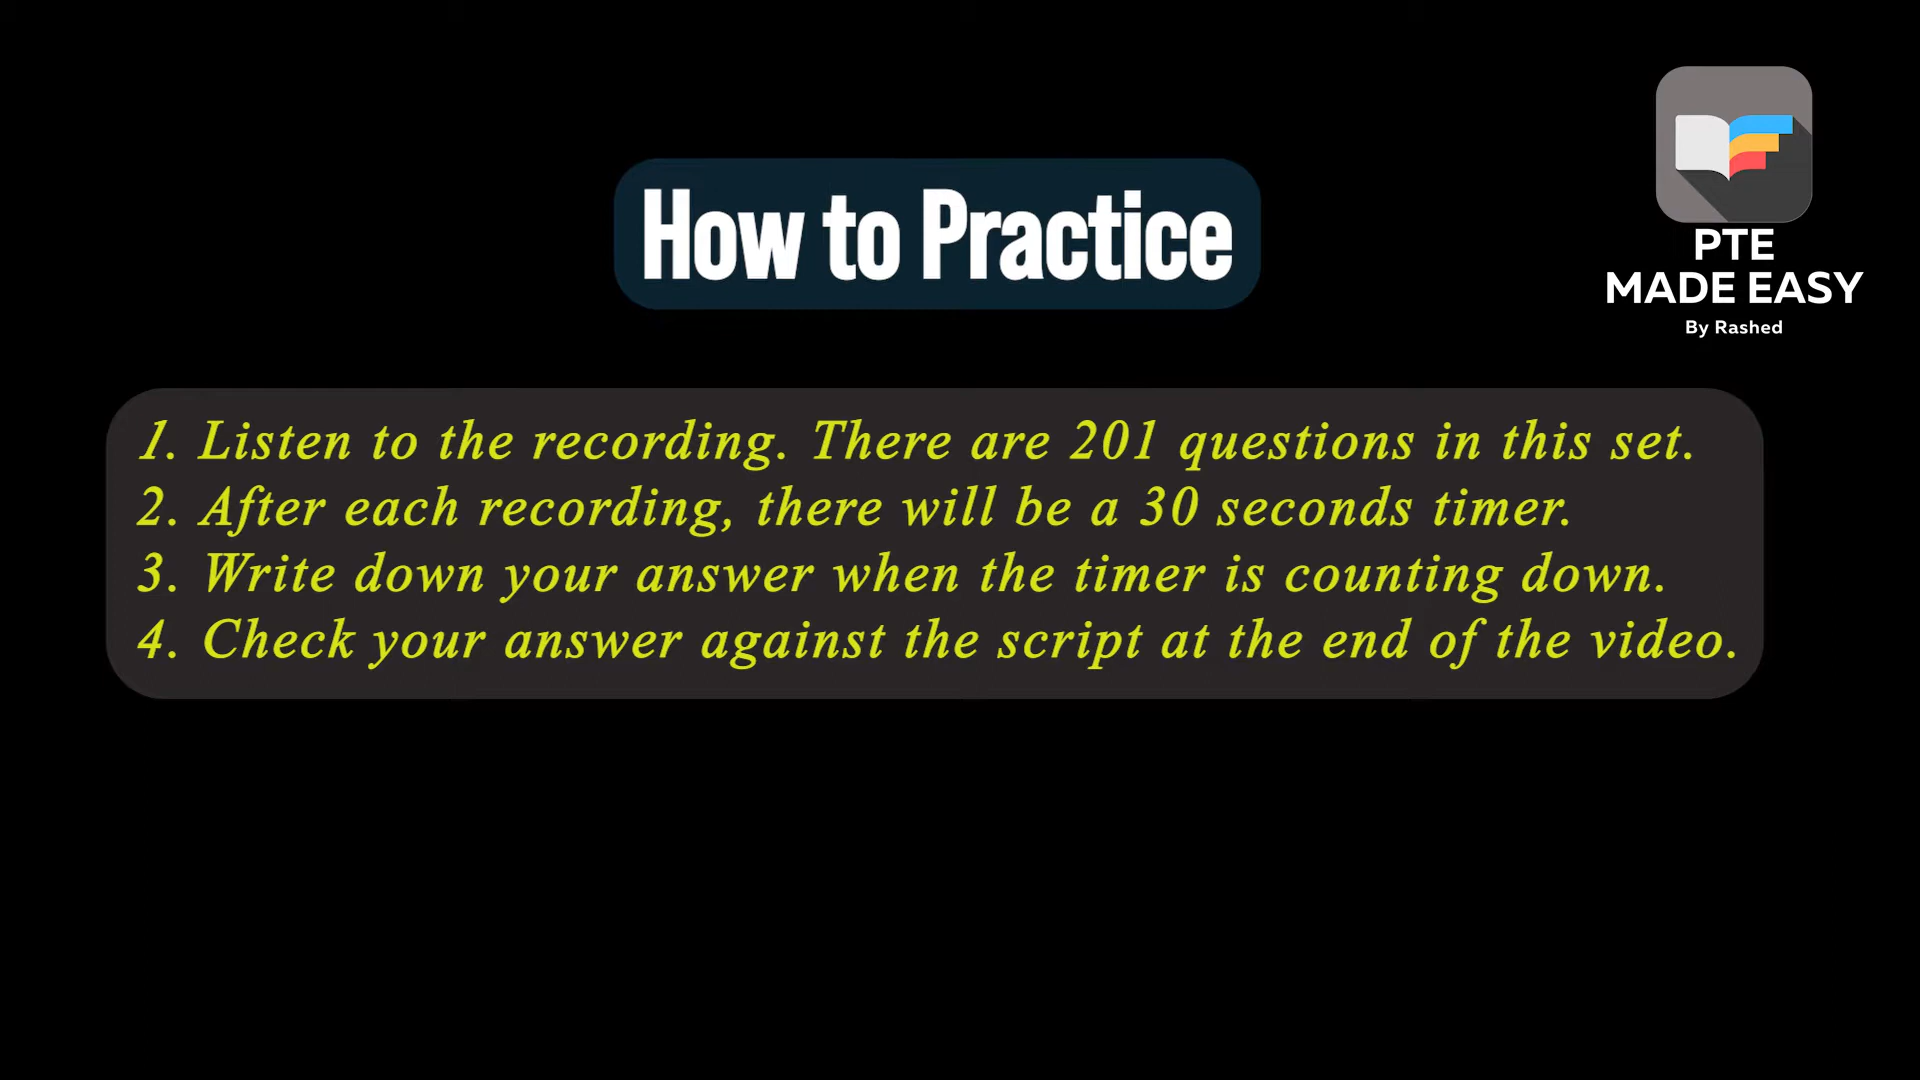 How to Practice
PTE
MADE EASY
By Rashed
1. Listen to the recording. There are 201 questions in this set.
2. After each recording, there will be a 30 seconds timer.
3. Write down your answer when the timer is counting down.
4. Check your answer against the script at the end of the video.